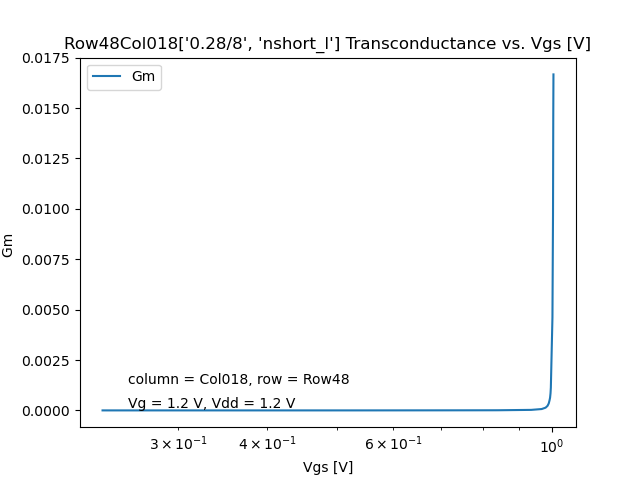 Row48Col018['0.28/8', 'nshort_l'] Transconductance vs. Vgs [V]
Gm
0.0175
0.0150
0.0125
0.0100
0.0075
0.0050
0.0025
0.0000
Gm
column = Col018, row = Row48
Vg = 1.2 V, Vdd = 1.2 V
3 × 10⁻¹ 4 × 10⁻¹ 6 × 10⁻¹ 10⁰
Vgs [V]